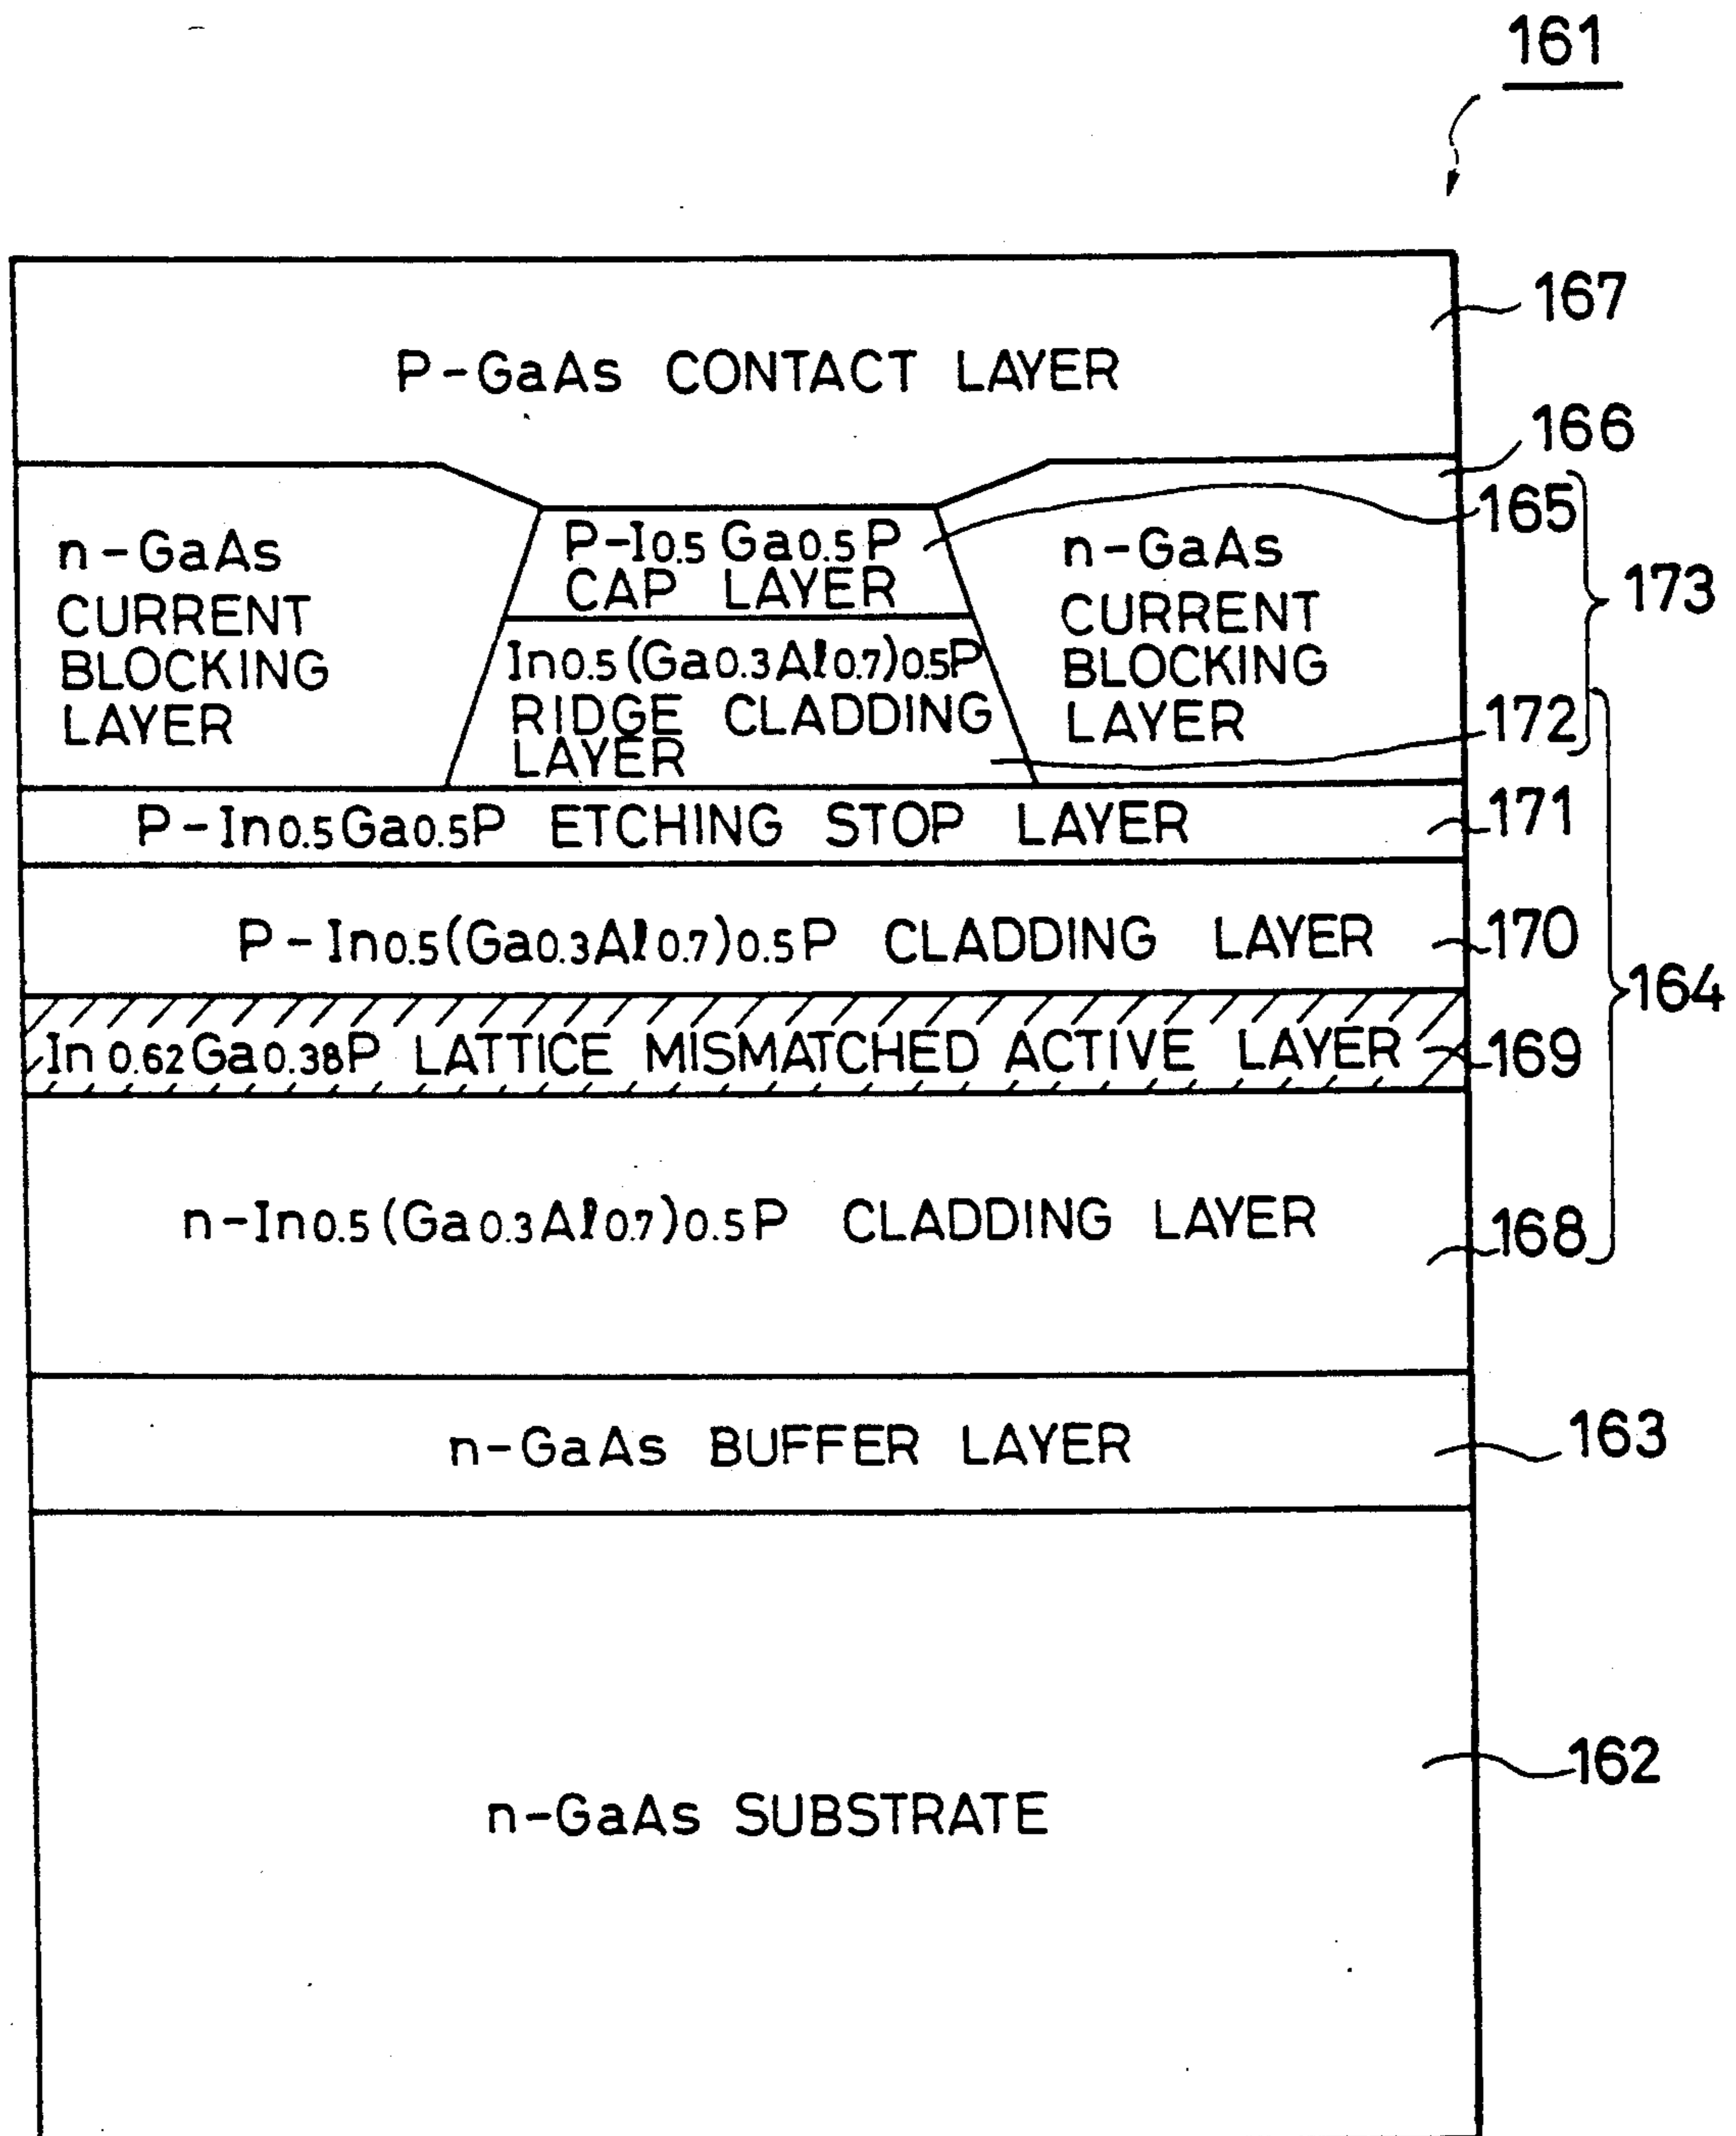 161
167
P-GaAs CONTACT LAYER
166
165
P-I0.5 Ga0.5P
CAP LAYER
n-GaAs
CURRENT
BLOCKING
LAYER
n-GaAs
CURRENT
BLOCKING
LAYER
173
In0.5(Ga0.3Al0.7)0.5P
RIDGE CLADDING
LAYER
172
P-In0.5Ga0.5P ETCHING STOP LAYER
171
P-In0.5(Ga0.3Al0.7)0.5P CLADDING LAYER
170
164
In0.62Ga0.38P LATTICE MISMATCHED ACTIVE LAYER
169
n-In0.5(Ga0.3Al0.7)0.5P CLADDING LAYER
168
n-GaAs BUFFER LAYER
163
162
n-GaAs SUBSTRATE